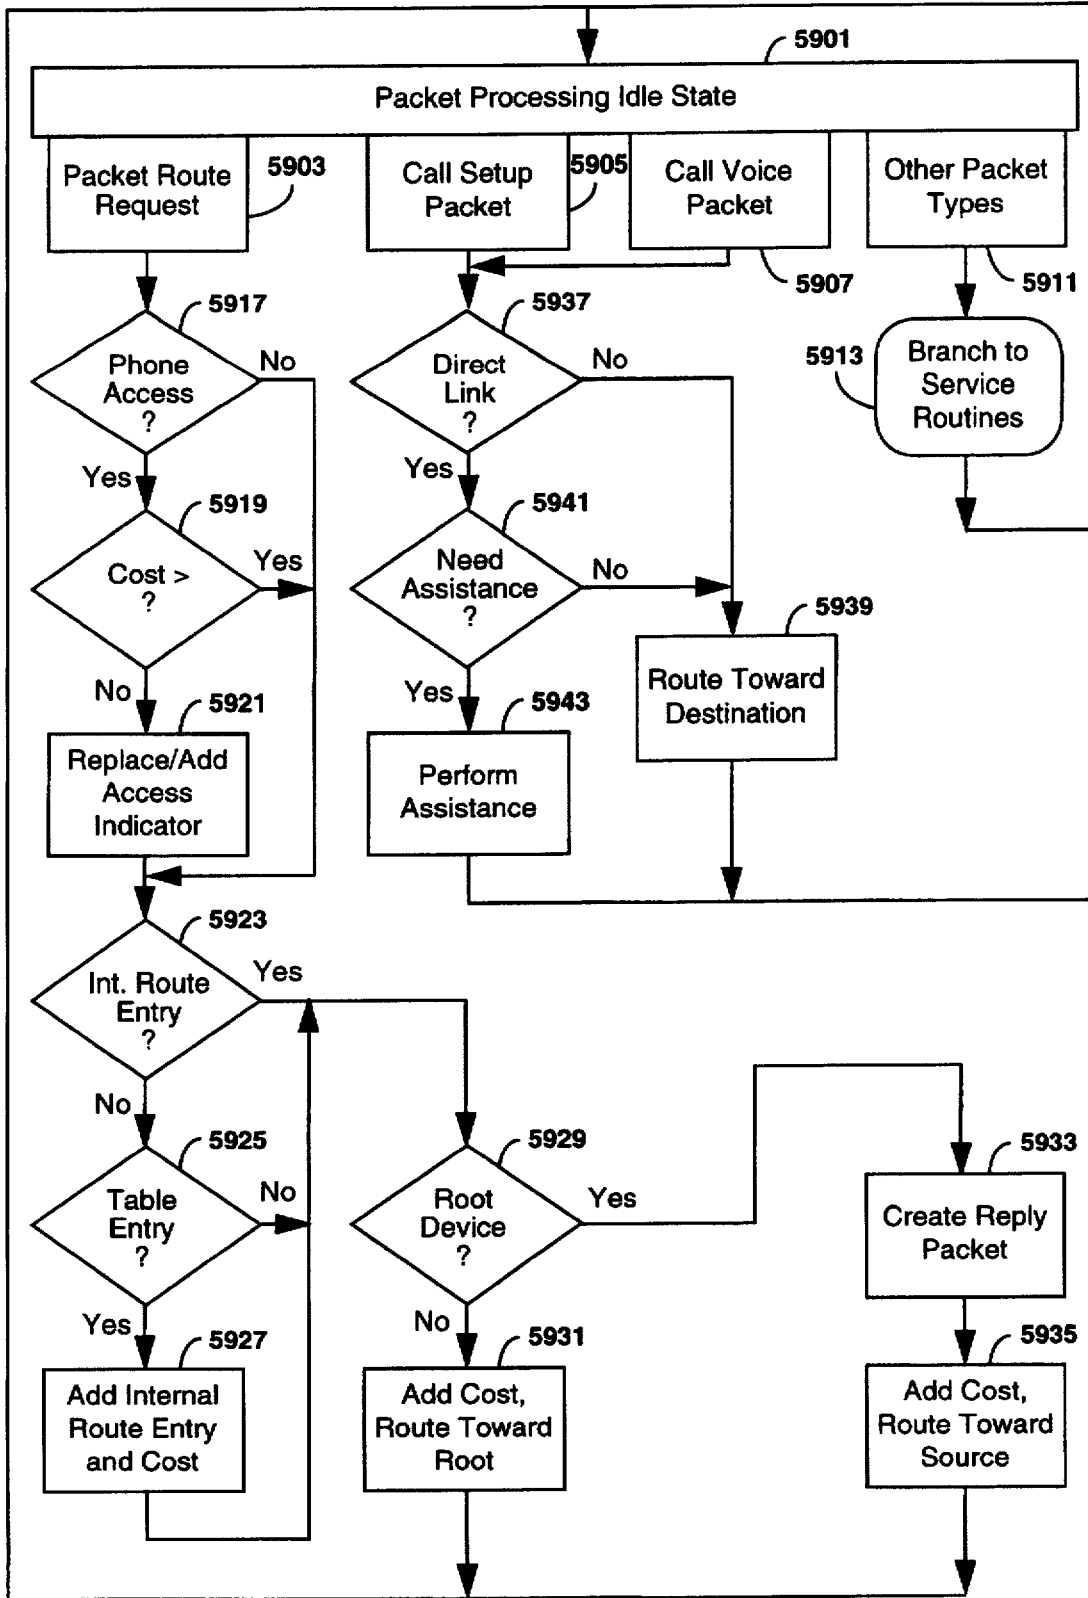 5901
Packet Processing Idle State
Packet Route
Request
5903
Call Setup
Packet
5905
Call Voice
Packet
5907
Other Packet
Types
5911
5917
Phone
Access
?
No
Yes
5937
Direct
Link
?
No
Yes
5913
Branch to
Service
Routines
5919
Cost >
?
Yes
No
5941
Need
Assistance
?
No
Yes
5939
Route Toward
Destination
5921
Replace/Add
Access
Indicator
5943
Perform
Assistance
5923
Int. Route
Entry
?
Yes
No
5925
Table
Entry
?
No
Yes
5929
Root
Device
?
Yes
No
5933
Create Reply
Packet
5927
Add Internal
Route Entry
and Cost
5931
Add Cost,
Route Toward
Root
5935
Add Cost,
Route Toward
Source